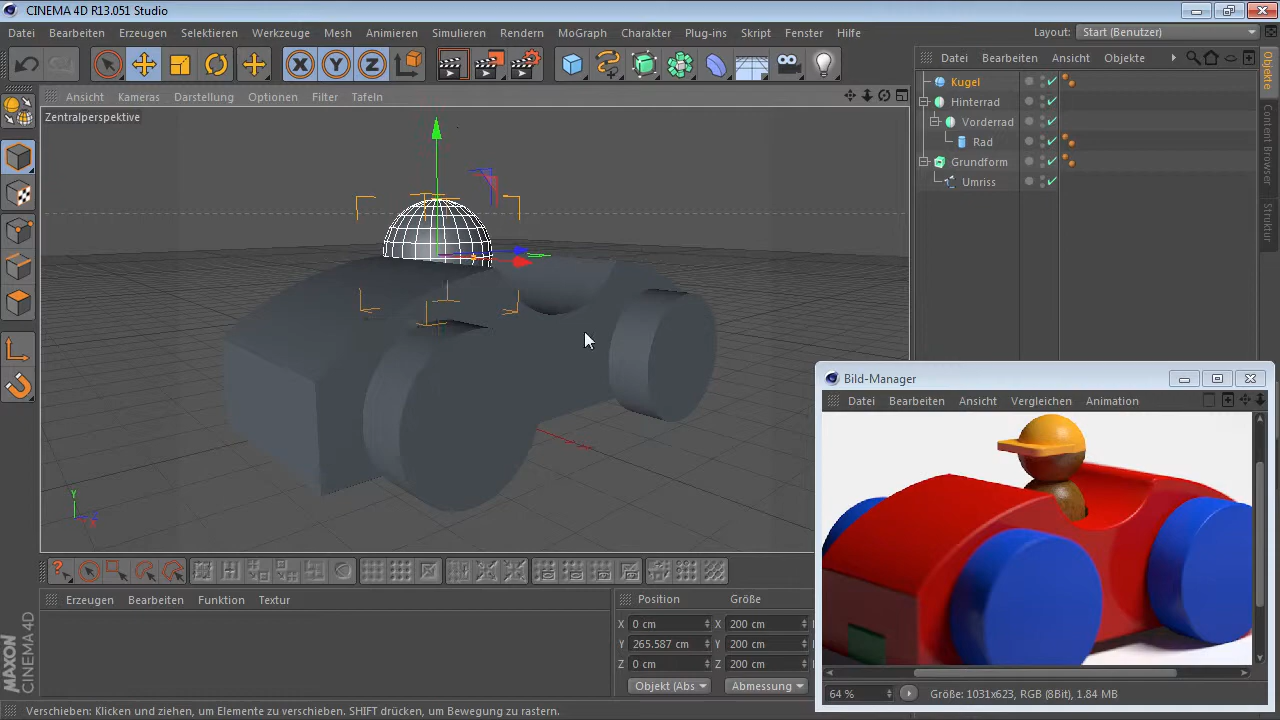 CINEMA 4D R13.051 Studio
Datei Bearbeiten Erzeugen Selektieren Werkzeuge Mesh Animieren Simulieren Rendern MoGraph Charakter Plug-ins Skript Fenster Hilfe Layout: Start (Benutzer)
X Y Z
Datei Bearbeiten Ansicht Objekte
Ansicht Kameras Darstellung Optionen Filter Tafeln
Zentralperspektive
Kugel
Hinterrad
Vorderrad
Rad
Grundform
Umriss
Objekte
Content Browser
Struktur
Bild-Manager
Datei Bearbeiten Ansicht Vergleichen Animation
Y
Erzeugen Bearbeiten Funktion Textur
Position Größe
X 0 cm X 200 cm
Y 265.587 cm Y 200 cm
Z 0 cm Z 200 cm
Objekt (Abs Abmessung
64 % Größe: 1031x623, RGB (8Bit), 1.84 MB
MAXON
CINEMA 4D
Verschieben: Klicken und ziehen, um Elemente zu verschieben. SHIFT drücken, um Bewegung zu rastern.